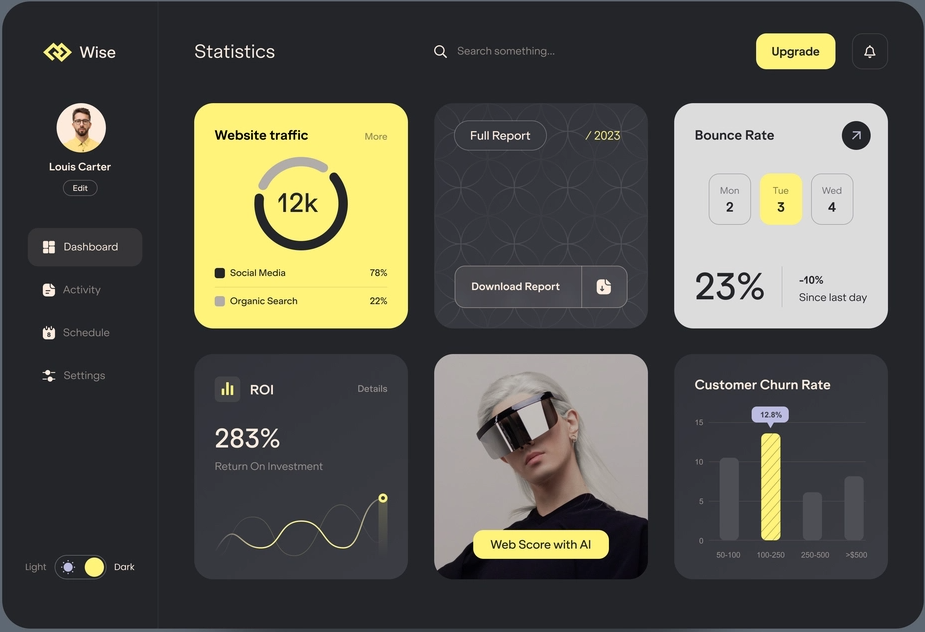 Wise
Statistics
Search something...
Upgrade
Louis Carter
Edit
Dashboard
Activity
Schedule
Settings
Light
Dark
Website traffic
More
12k
Social Media 78%
Organic Search 22%
Full Report
/ 2023
Download Report
Bounce Rate
Mon
2
Tue
3
Wed
4
23%
-10%
Since last day
ROI
Details
283%
Return On Investment
Web Score with AI
Customer Churn Rate
12.8%
15
10
5
0
50-100 100-250 250-500 >$500